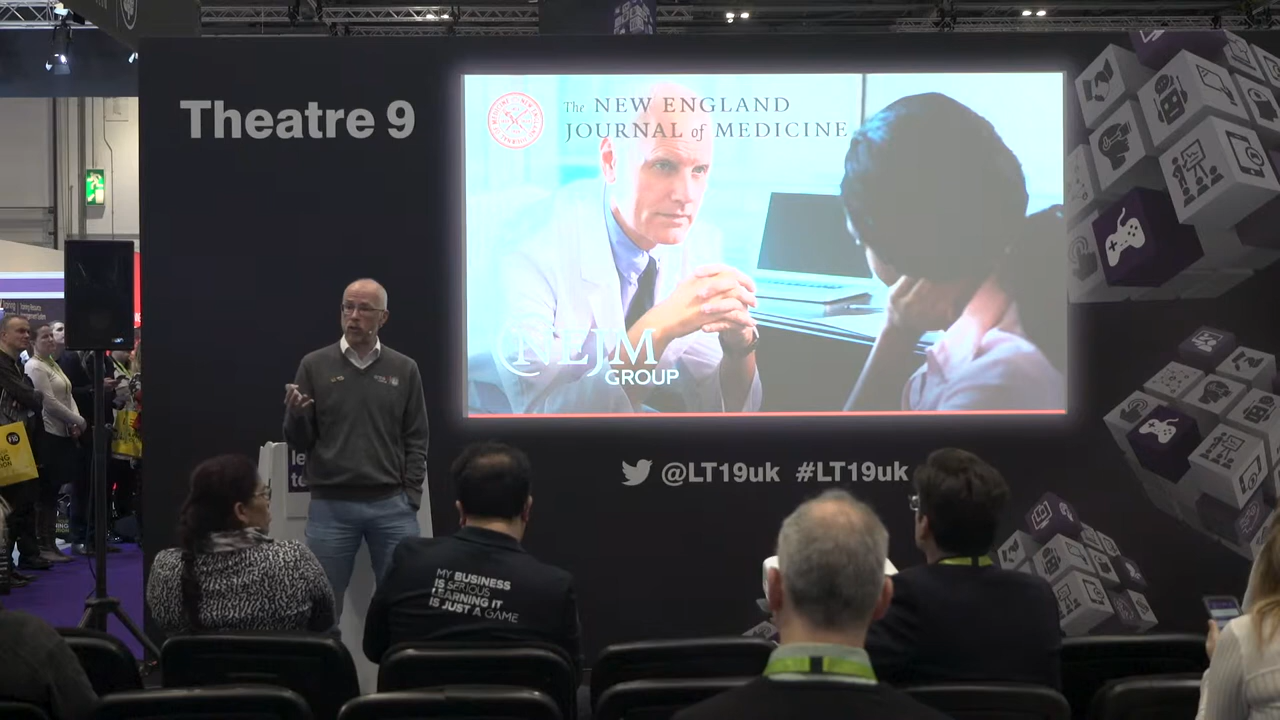 Theatre 9
The NEW ENGLAND
JOURNAL of MEDICINE
NEJM
GROUP
@LT19uk #LT19uk
MY BUSINESS
IS SERIOUS
LEARNING IT
IS JUST A GAME